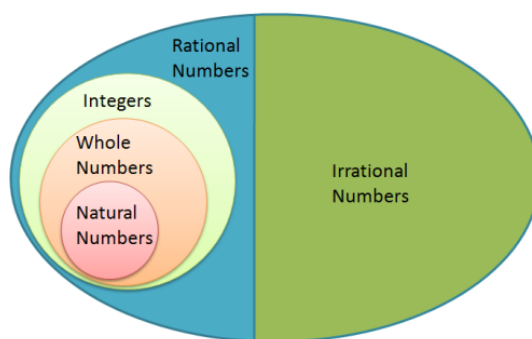 Rational
Numbers
Integers
Whole
Numbers
Natural
Numbers
Irrational
Numbers